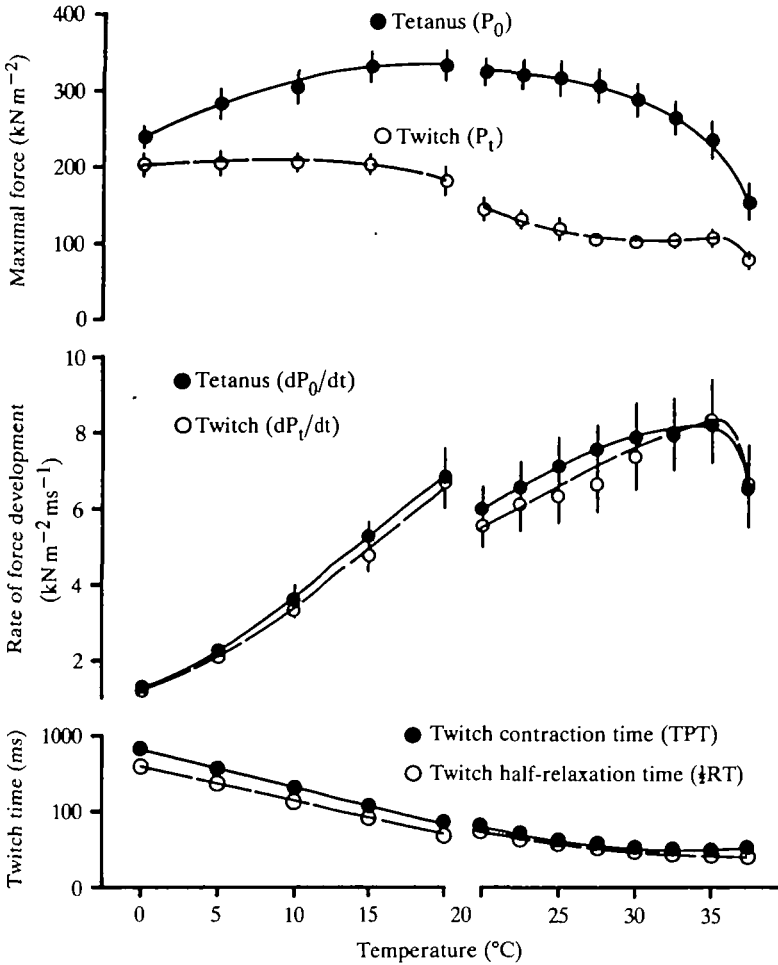 Maximal force (kN m⁻²)
400
300
200
100
0
Tetanus (P₀)
Twitch (Pₜ)
Rate of force development
(kN m⁻² ms⁻¹)
10
8
6
4
2
Tetanus (dP₀/dt)
Twitch (dPₜ/dt)
Twitch time (ms)
1000
100
0
Twitch contraction time (TPT)
Twitch half-relaxation time (½RT)
0 5 10 15 20 25 30 35
Temperature (°C)